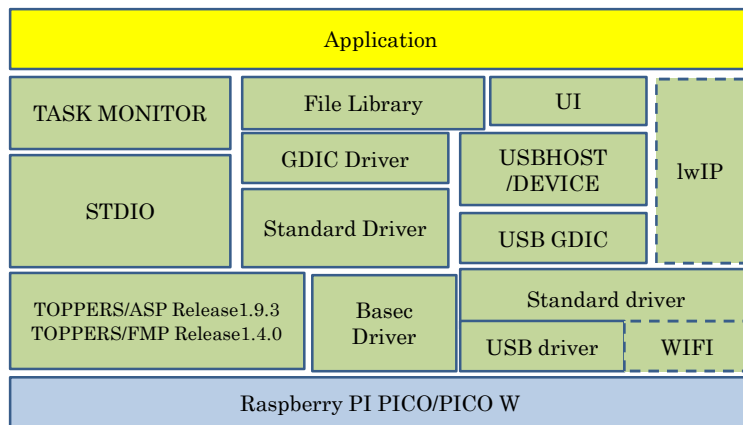 Application
TASK MONITOR
File Library
UI
GDIC Driver
USBHOST
/DEVICE
lwIP
STDIO
Standard Driver
USB GDIC
TOPPERS/ASP Release1.9.3
TOPPERS/FMP Release1.4.0
Basec
Driver
Standard driver
USB driver
WIFI
Raspberry PI PICO/PICO W